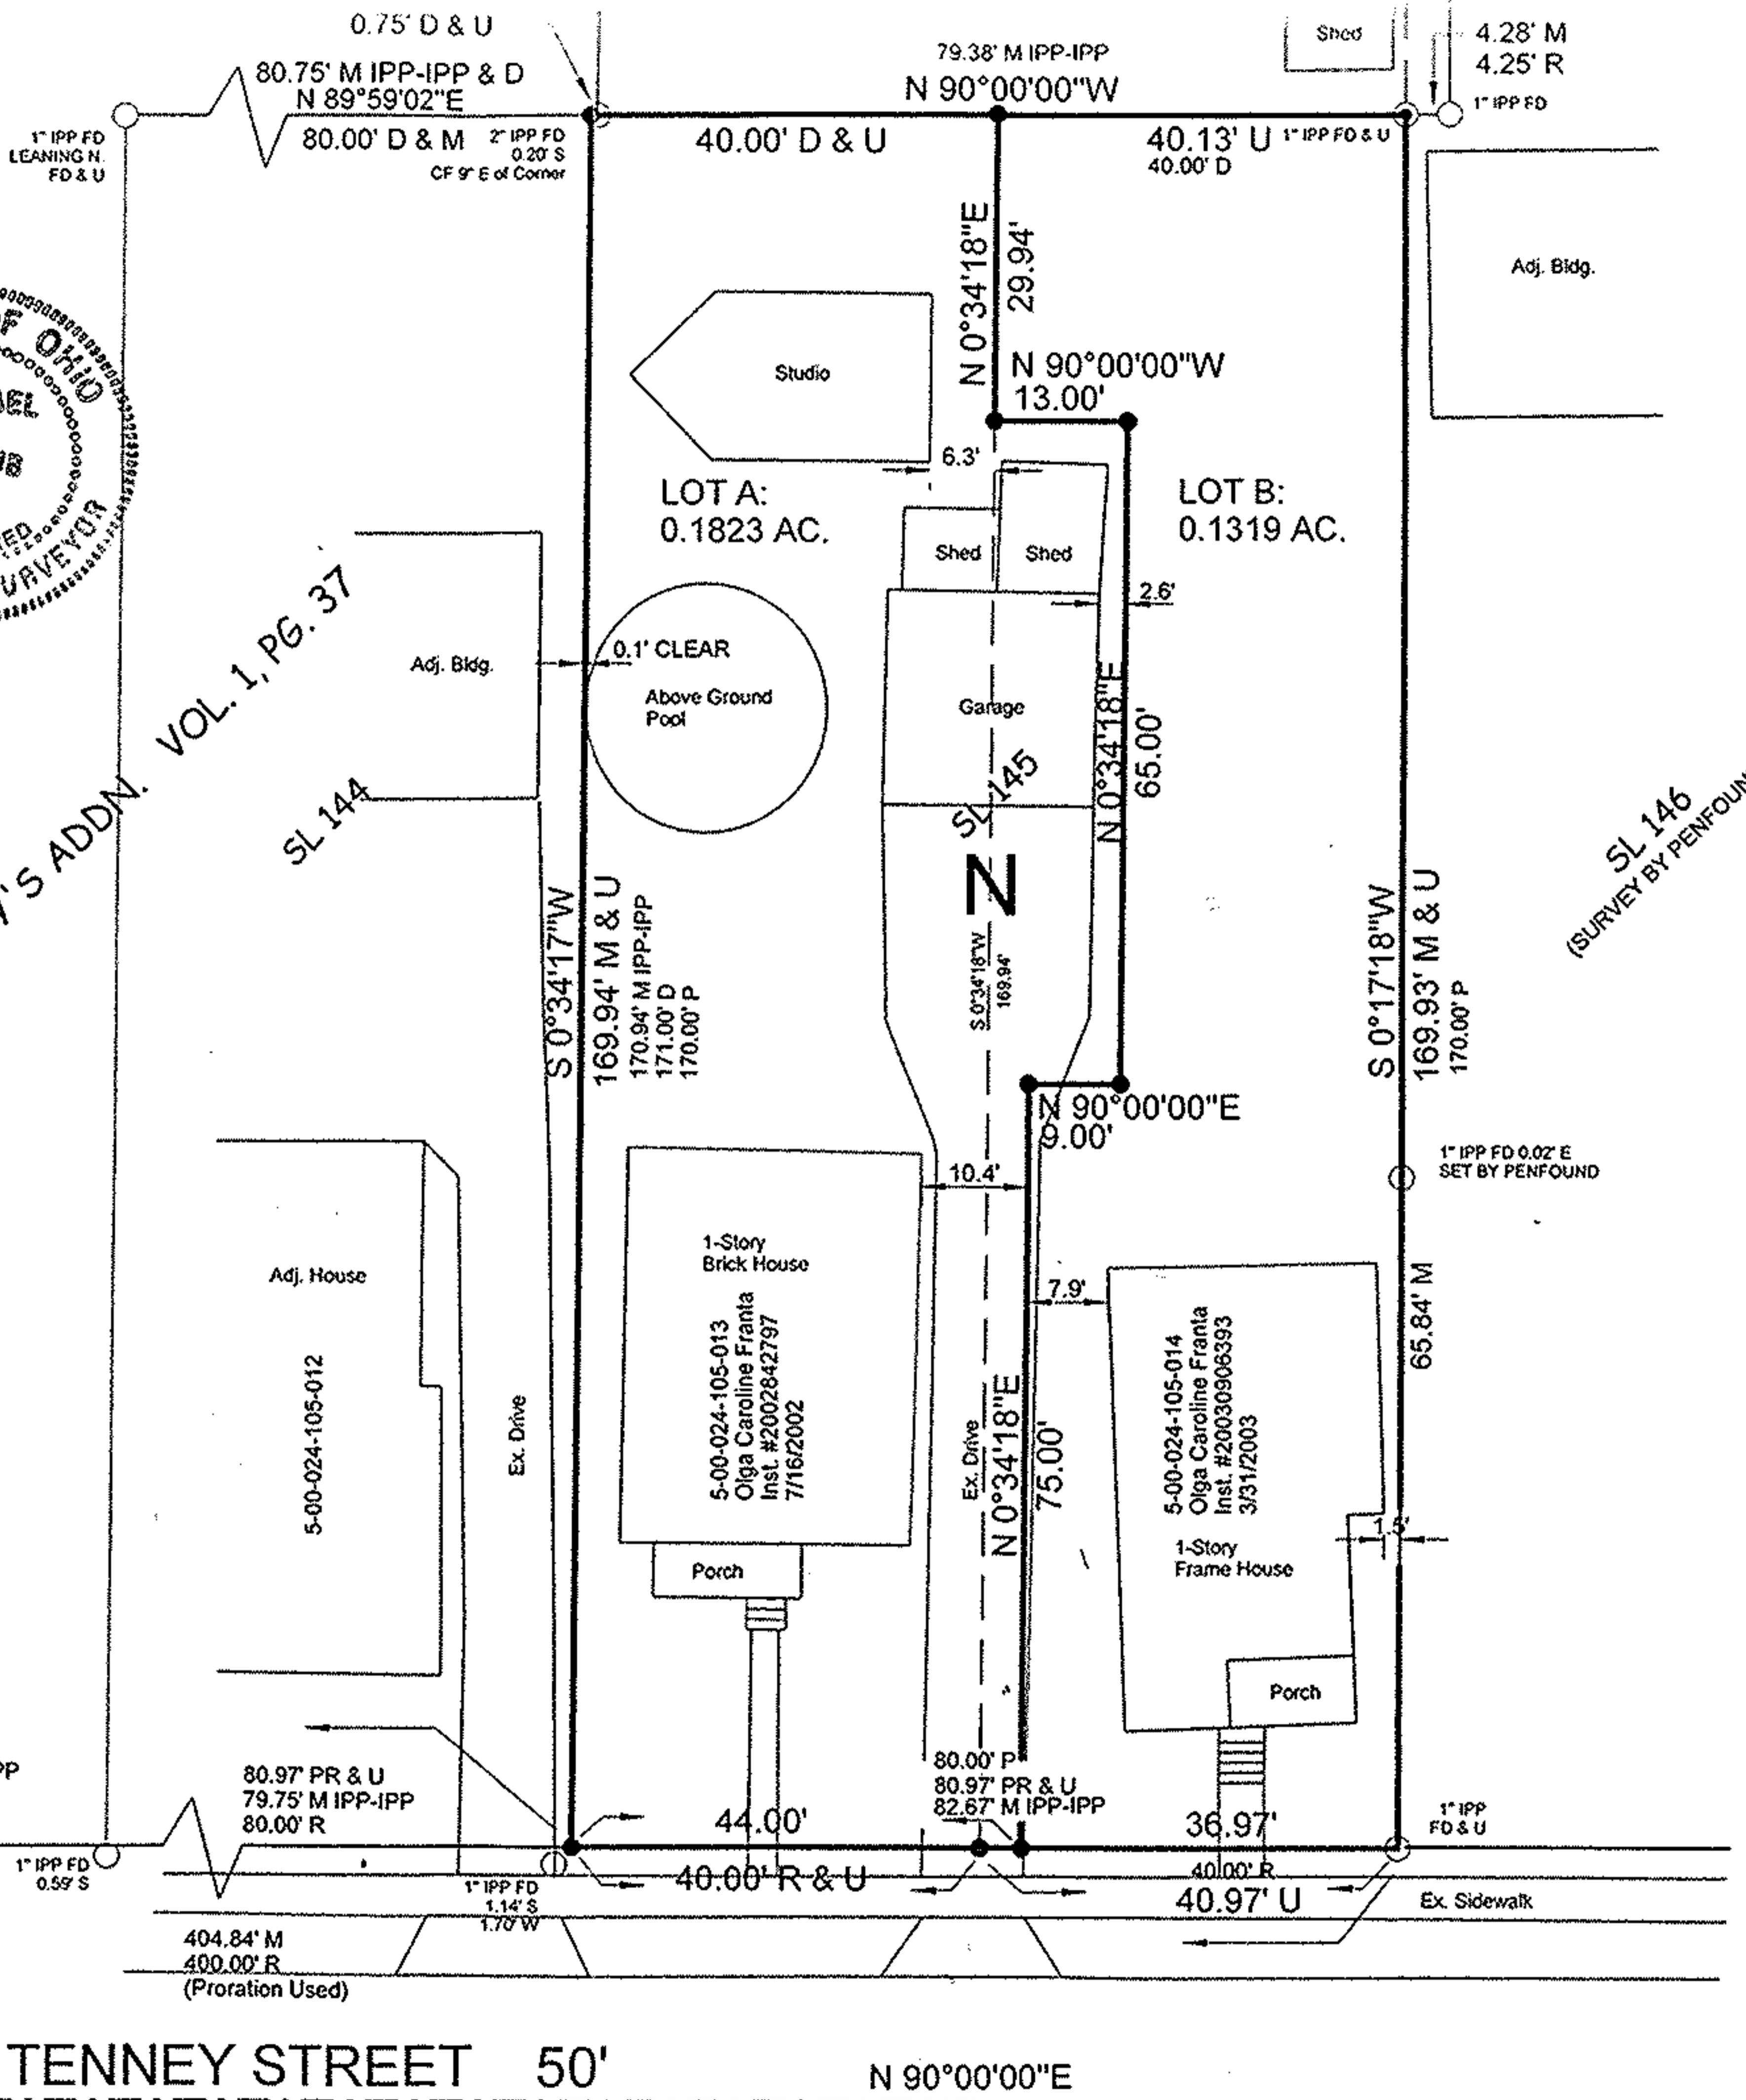 0.75' D & U
80.75' M IPP-IPP & D
N 89°59'02"E
80.00' D & M
1" IPP FD
LEANING N.
FD & U
2" IPP FD
0.20' S
CF 9" E of Corner
79.38' M IPP-IPP
N 90°00'00"W
40.00' D & U
40.13' U
40.00' D
1" IPP FD & U
Shed
4.28' M
4.25' R
1" IPP FD
Adj. Bldg.
N 0°34'18"E
29.94'
N 90°00'00"W
13.00'
Studio
6.3'
LOT A:
0.1823 AC.
LOT B:
0.1319 AC.
OF OHIO
SURVEYOR
Shed
Shed
2.6'
'S ADDN. VOL. 1, PG. 37
SL 144
Adj. Bldg.
0.1' CLEAR
Above Ground
Pool
Garage
N 0°34'18"E
65.00'
SL 145
N
S 0°34'18"W
169.94'
SL 146
(SURVEY BY PENFOUN
S 0°34'17"W
169.94' M & U
170.94' M IPP-IPP
171.00' D
170.00' P
S 0°17'18"W
169.93' M & U
170.00' P
N 90°00'00"E
9.00'
1" IPP FD 0.02' E
SET BY PENFOUND
10.4'
7.9'
65.84' M
Adj. House
5-00-024-105-012
Ex. Drive
1-Story
Brick House
5-00-024-105-013
Olga Caroline Franta
Inst. #2002842797
7/16/2002
Porch
Ex. Drive
N 0°34'18"E
75.00'
5-00-024-105-014
Olga Caroline Franta
Inst. #20030906393
3/31/2003
1-Story
Frame House
1.5'
Porch
PP
80.97' PR & U
79.75' M IPP-IPP
80.00' R
80.00' P
80.97' PR & U
82.67' M IPP-IPP
44.00'
36.97'
1" IPP
FD & U
1" IPP FD
0.59' S
40.00' R & U
40.00' R
40.97' U
1" IPP FD
1.14' S
1.70' W
Ex. Sidewalk
404.84' M
400.00' R
(Proration Used)
TENNEY STREET 50'
N 90°00'00"E